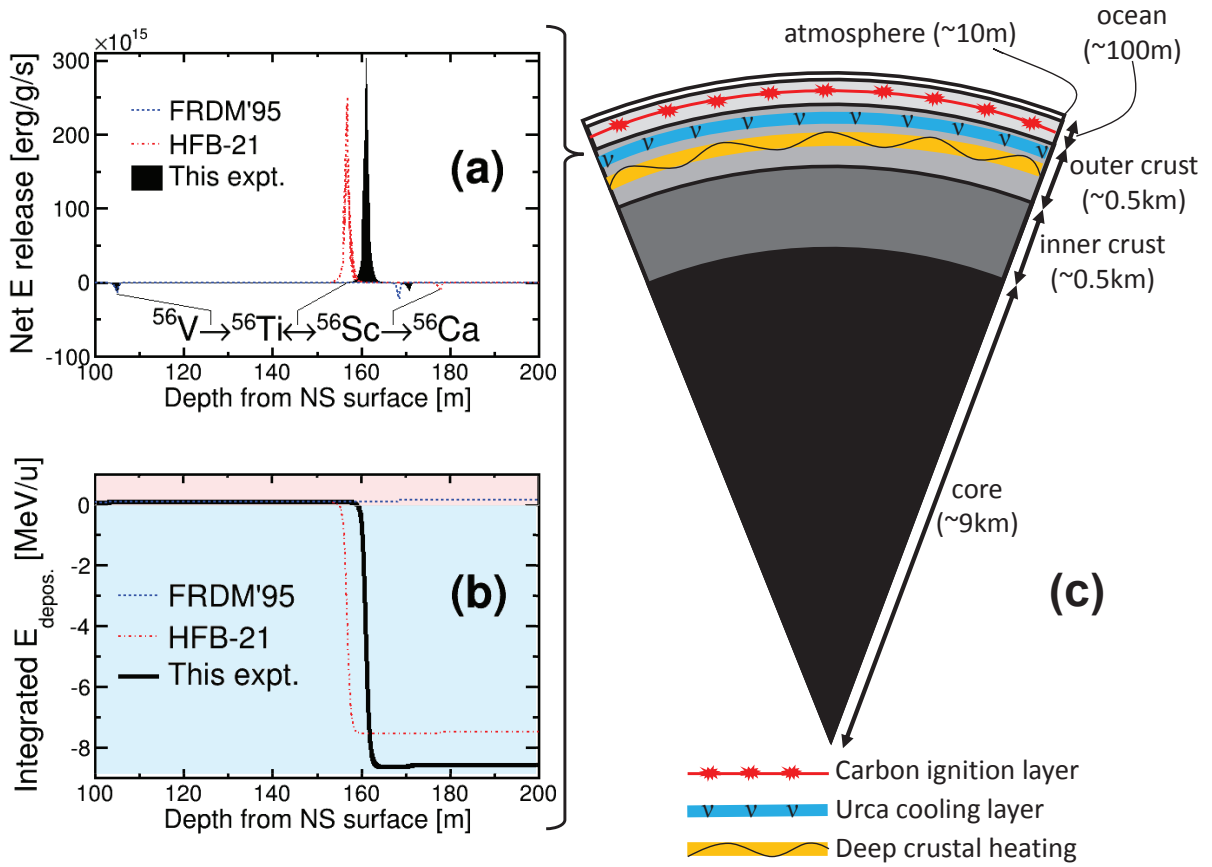 ×10¹⁵
300
200
100
0
-100
Net E release [erg/g/s]
FRDM'95
HFB-21
This expt.
(a)
⁵⁶V→⁵⁶Ti↔⁵⁶Sc→⁵⁶Ca
100 120 140 160 180 200
Depth from NS surface [m]
0
-2
-4
-6
-8
Integrated E_depos. [MeV/u]
FRDM'95
HFB-21
This expt.
(b)
100 120 140 160 180 200
Depth from NS surface [m]
atmosphere (~10m)
ocean
(~100m)
outer crust
(~0.5km)
inner crust
(~0.5km)
core
(~9km)
(c)
ν ν ν ν ν ν ν ν ν ν
Carbon ignition layer
ν ν ν Urca cooling layer
Deep crustal heating